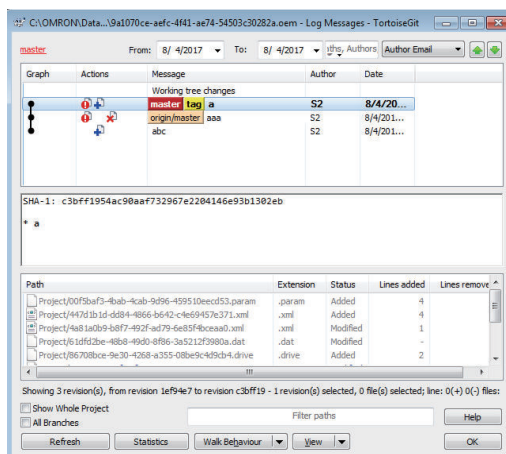 C:\OMRON\Data...\9a1070ce-aefc-4f41-ae74-54503c30282a.oem - Log Messages - TortoiseGit
master From: 8/ 4/2017 To: 8/ 4/2017 Authors Author Email
Graph Actions Message Author Date
Working tree changes
master tag a S2 8/4/20...
origin/master aaa S2 8/4/201...
abc S2 8/4/201...
SHA-1: c3bff1954ac90aaf732967e2204146e93b1302eb
* a
Path Extension Status Lines added Lines remove
Project/00f5baf3-4bab-4cab-9d96-459510eecd53.param .param Added 4
Project/447d1b1d-dd84-4866-b642-c4e69457e371.xml .xml Added 4
Project/4a81a0b9-b8f7-492f-ad79-6e85f4bceaa0.xml .xml Modified 1
Project/61dfd2be-48b8-49d0-8f86-3a5212f3980a.dat .dat Modified -
Project/86708bce-9e30-4268-a355-08be9c4d9cb4.drive .drive Added 2
Showing 3 revision(s), from revision 1ef94e7 to revision c3bff19 - 1 revision(s) selected, 0 file(s) selected; line: 0(+) 0(-) files:
Show Whole Project
All Branches
Filter paths
Help
Refresh Statistics Walk Behaviour View OK